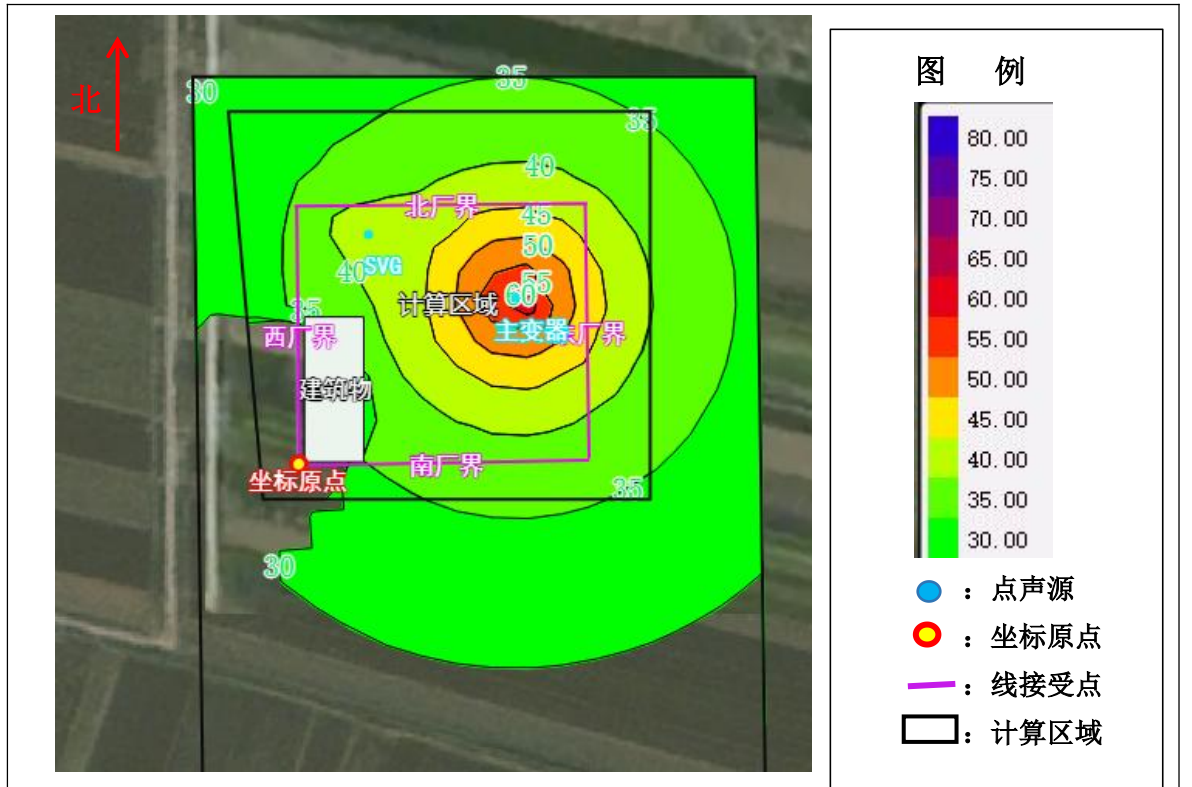 北
30
35
35
40
北厂界
45
50
40
SVG
55
60
计算区域
35
主变器
东厂界
西厂界
建筑物
坐标原点
南厂界
35
30
图 例
80.00
75.00
70.00
65.00
60.00
55.00
50.00
45.00
40.00
35.00
30.00
：点声源
：坐标原点
：线接受点
：计算区域